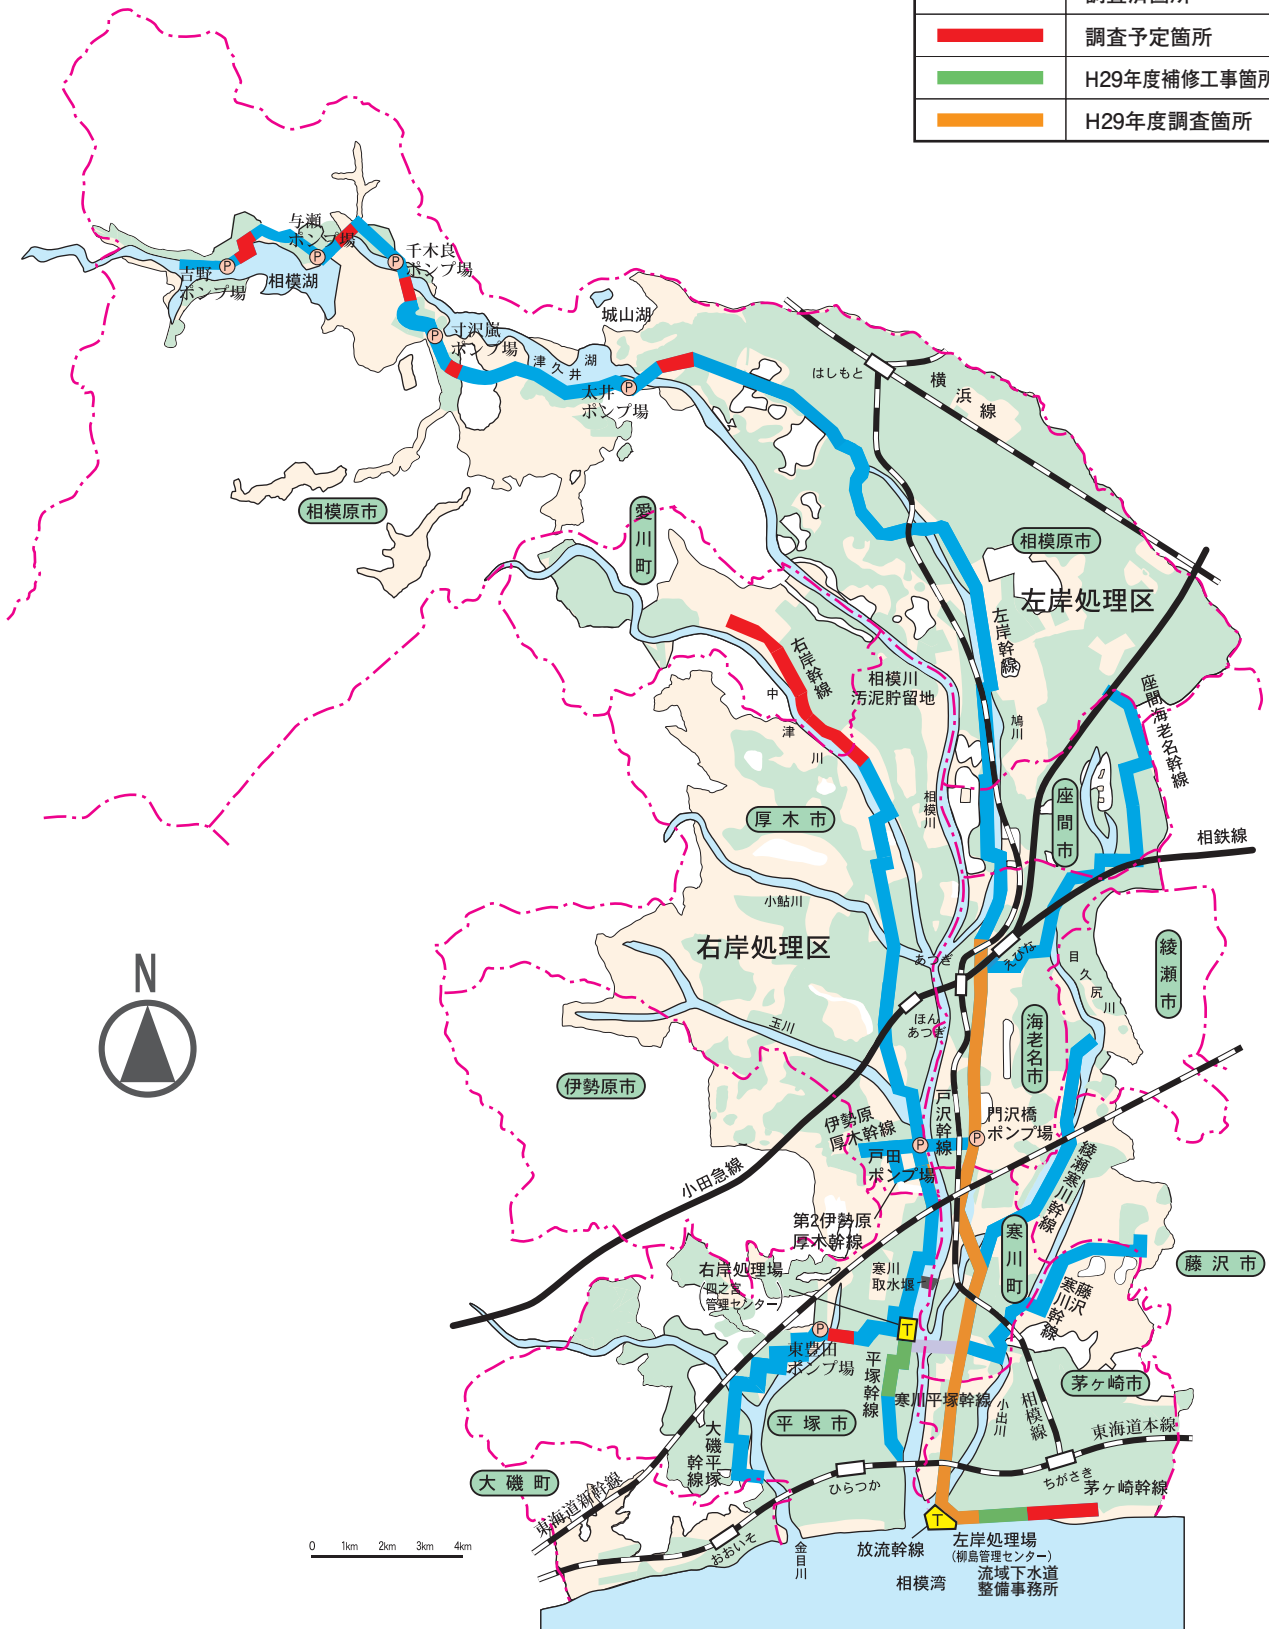 調査済箇所
調査予定箇所
H29年度補修工事箇所
H29年度調査箇所
与瀬
ポンプ場
千木良
ポンプ場
吉野
ポンプ場
相模湖
城山湖
寸沢嵐
ポンプ場
津久井湖
太井
ポンプ場
はしもと
横浜線
相模原市
愛川町
相模原市
左岸処理区
左岸幹線
右岸幹線
相模川
汚泥貯留地
中津川
鳩川
座間海老名幹線
相模川
座間市
厚木市
相鉄線
小鮎川
右岸処理区
あつぎ
えびな
目久尻川
綾瀬市
N
ほん
あつぎ
玉川
海老名市
伊勢原市
戸沢幹線
門沢橋
ポンプ場
伊勢原
厚木幹線
戸田
ポンプ場
綾瀬寒川幹線
小田急線
第2伊勢原
厚木幹線
寒川町
藤沢市
右岸処理場
(四之宮
管理センター)
寒川
取水堰
藤沢
寒川幹線
T
東豊田
ポンプ場
平塚幹線
寒川平塚幹線
小出川
相模線
茅ヶ崎市
平塚市
東海道本線
大磯平塚
幹線
大磯町
ひらつか
ちがさき
茅ヶ崎幹線
東海道新幹線
おおいそ
金目川
T
放流幹線
左岸処理場
(柳島管理センター)
流域下水道
整備事務所
相模湾
0 1km 2km 3km 4km
P
P
P
P
P
P
P
P